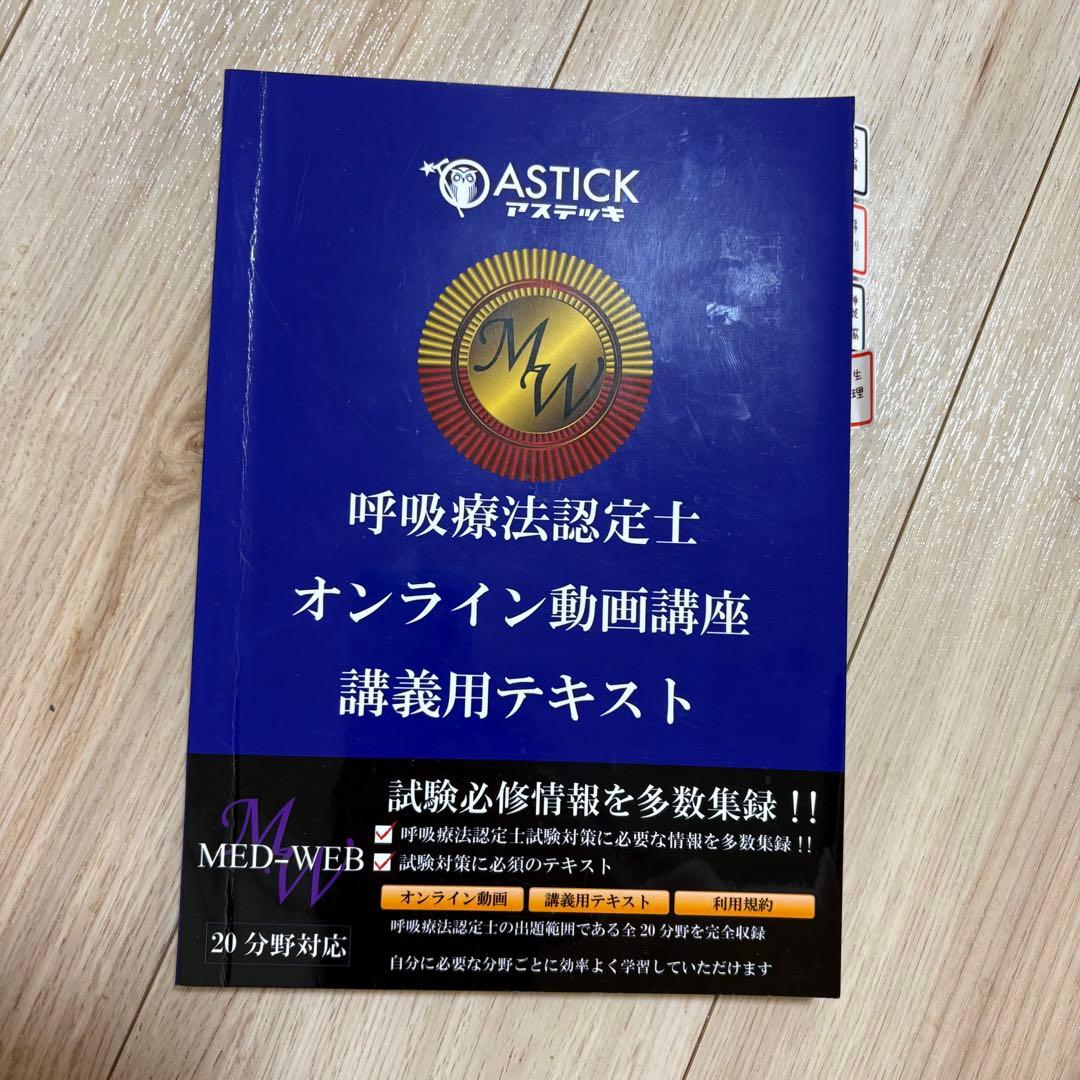 ASTICK
アステッキ
MW
呼吸療法認定士
オンライン動画講座
講義用テキスト
試験必修情報を多数集録!!
呼吸療法認定士試験対策に必要な情報を多数集録!!
試験対策に必須のテキスト
MW
MED-WEB
オンライン動画 講義用テキスト 利用規約
呼吸療法認定士の出題範囲である全20分野を完全収録
20分野対応
自分に必要な分野ごとに効率よく学習していただけます
生理